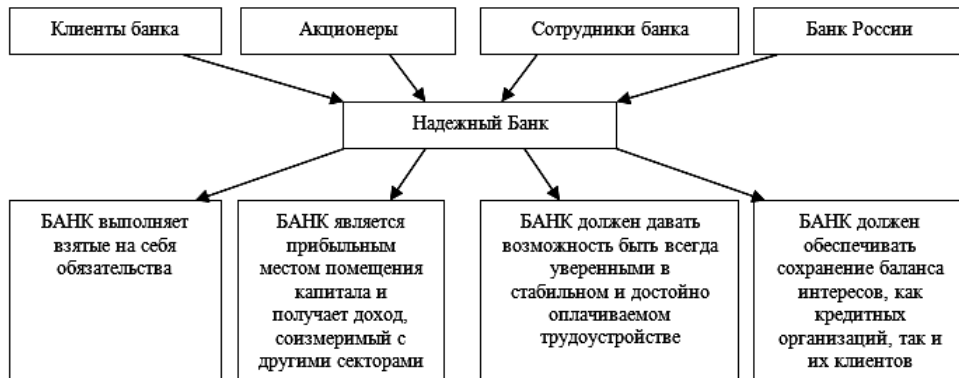 Клиенты банка
Акционеры
Сотрудники банка
Банк России
Надежный Банк
БАНК выполняет
взятые на себя
обязательства
БАНК является
прибыльным
местом помещения
капитала и
получает доход,
соизмеримый с
другими секторами
БАНК должен давать
возможность быть всегда
уверенными в
стабильном и достойно
оплачиваемом
трудоустройстве
БАНК должен
обеспечивать
сохранение баланса
интересов, как
кредитных
организаций, так и
их клиентов